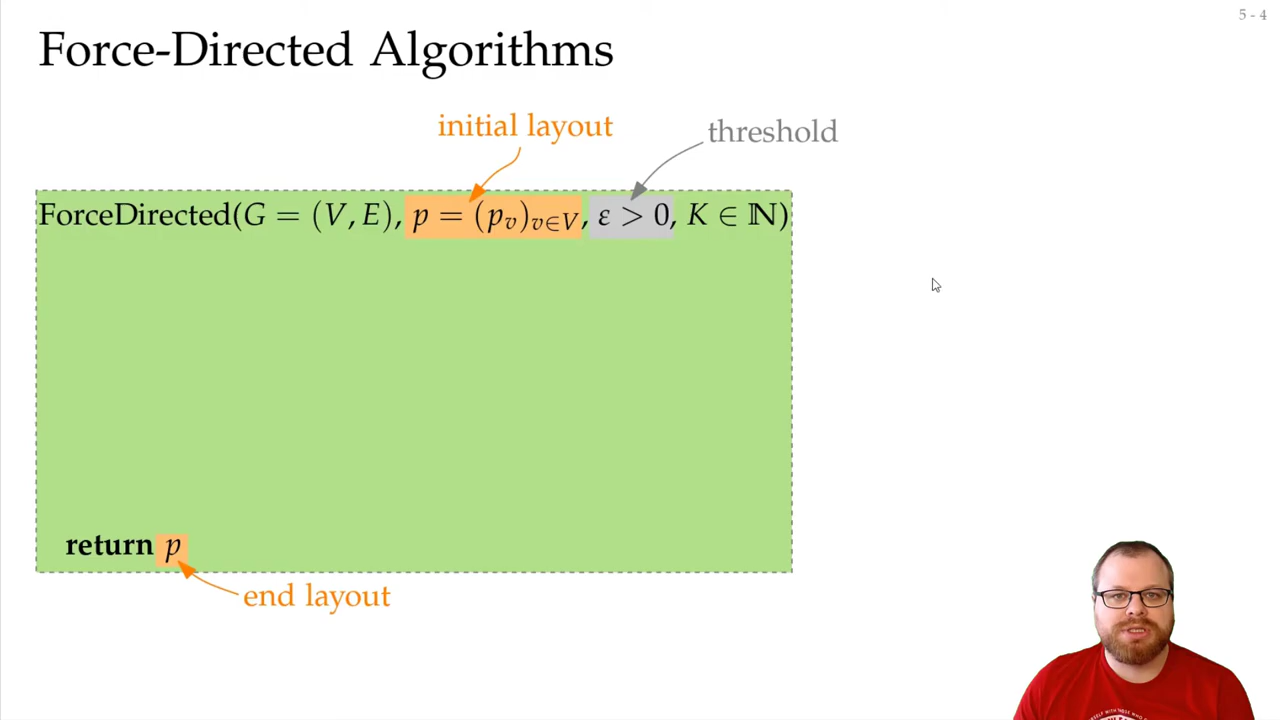 5 - 4
Force-Directed Algorithms
initial layout
threshold
ForceDirected(G = (V, E), p = (p_v)_{v∈V}, ε > 0, K ∈ ℕ)
return p
end layout